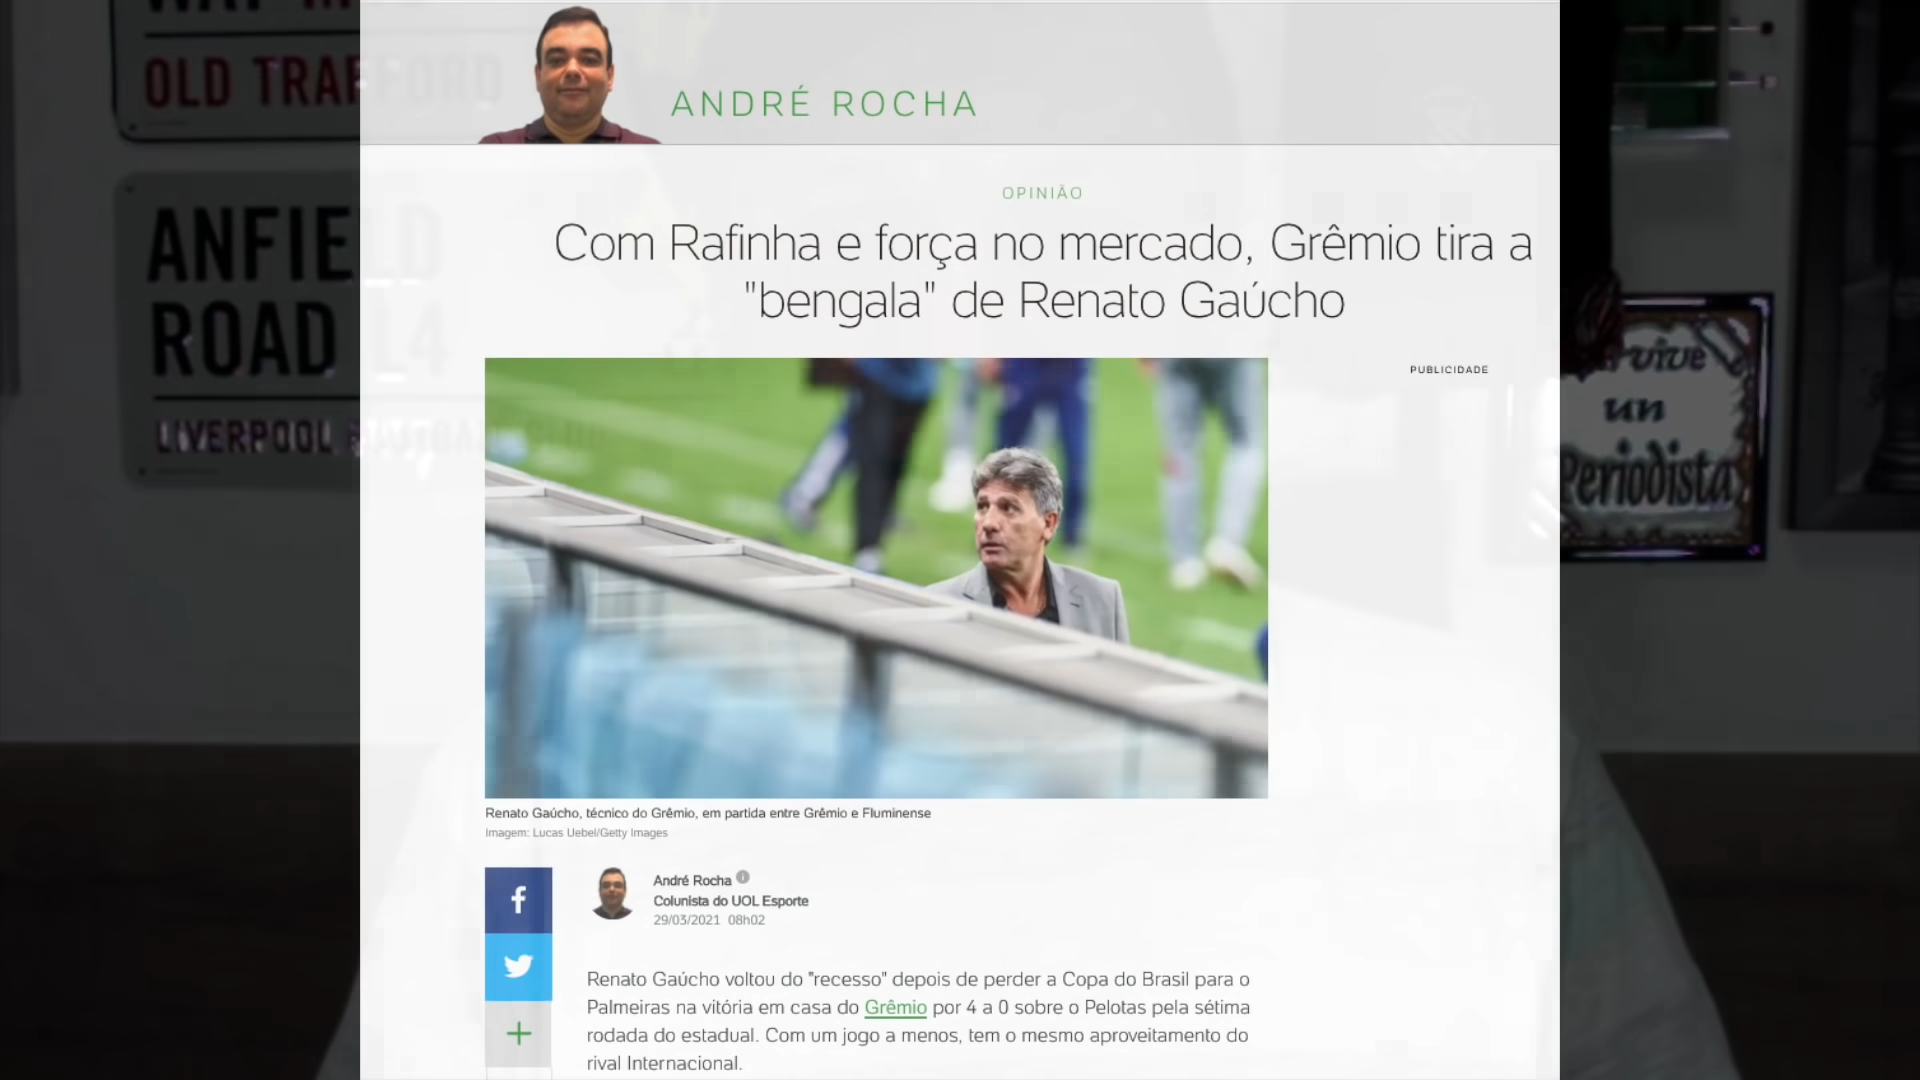 OLD TRAFFORD
ANFIELD
ROAD L4
LIVERPOOL
ANDRÉ ROCHA
OPINIÃO
Com Rafinha e força no mercado, Grêmio tira a
"bengala" de Renato Gaúcho
PUBLICIDADE
vive
un
Periodista
Renato Gaúcho, técnico do Grêmio, em partida entre Grêmio e Fluminense
Imagem: Lucas Uebel/Getty Images
André Rocha
Colunista do UOL Esporte
29/03/2021 08h02
Renato Gaúcho voltou do "recesso" depois de perder a Copa do Brasil para o
Palmeiras na vitória em casa do Grêmio por 4 a 0 sobre o Pelotas pela sétima
rodada do estadual. Com um jogo a menos, tem o mesmo aproveitamento do
rival Internacional.